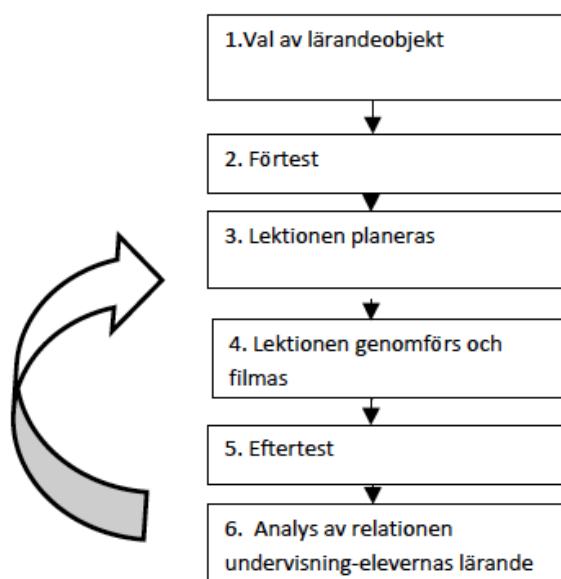 1.Val av lärandeobjekt
2. Förtest
3. Lektionen planeras
4. Lektionen genomförs och
filmas
5. Eftertest
6.  Analys av relationen
undervisning-elevernas lärande